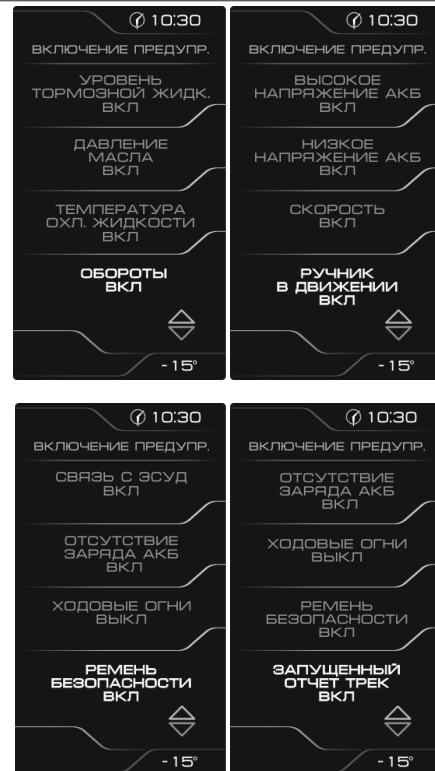 10:30
ВКЛЮЧЕНИЕ ПРЕДУПР.
УРОВЕНЬ
ТОРМОЗНОЙ ЖИДК.
ВКЛ
ДАВЛЕНИЕ
МАСЛА
ВКЛ
ТЕМПЕРАТУРА
ОХЛ. ЖИДКОСТИ
ВКЛ
ОБОРОТЫ
ВКЛ
-15°
10:30
ВКЛЮЧЕНИЕ ПРЕДУПР.
ВЫСОКОЕ
НАПРЯЖЕНИЕ АКБ
ВКЛ
НИЗКОЕ
НАПРЯЖЕНИЕ АКБ
ВКЛ
СКОРОСТЬ
ВКЛ
РУЧНИК
В ДВИЖЕНИИ
ВКЛ
-15°
10:30
ВКЛЮЧЕНИЕ ПРЕДУПР.
СВЯЗЬ С ЭСУД
ВКЛ
ОТСУТСТВИЕ
ЗАРЯДА АКБ
ВКЛ
ХОДОВЫЕ ОГНИ
ВЫКЛ
РЕМЕНЬ
БЕЗОПАСНОСТИ
ВКЛ
-15°
10:30
ВКЛЮЧЕНИЕ ПРЕДУПР.
ОТСУТСТВИЕ
ЗАРЯДА АКБ
ВКЛ
ХОДОВЫЕ ОГНИ
ВЫКЛ
РЕМЕНЬ
БЕЗОПАСНОСТИ
ВКЛ
ЗАПУЩЕННЫЙ
ОТЧЕТ ТРЕК
ВКЛ
-15°